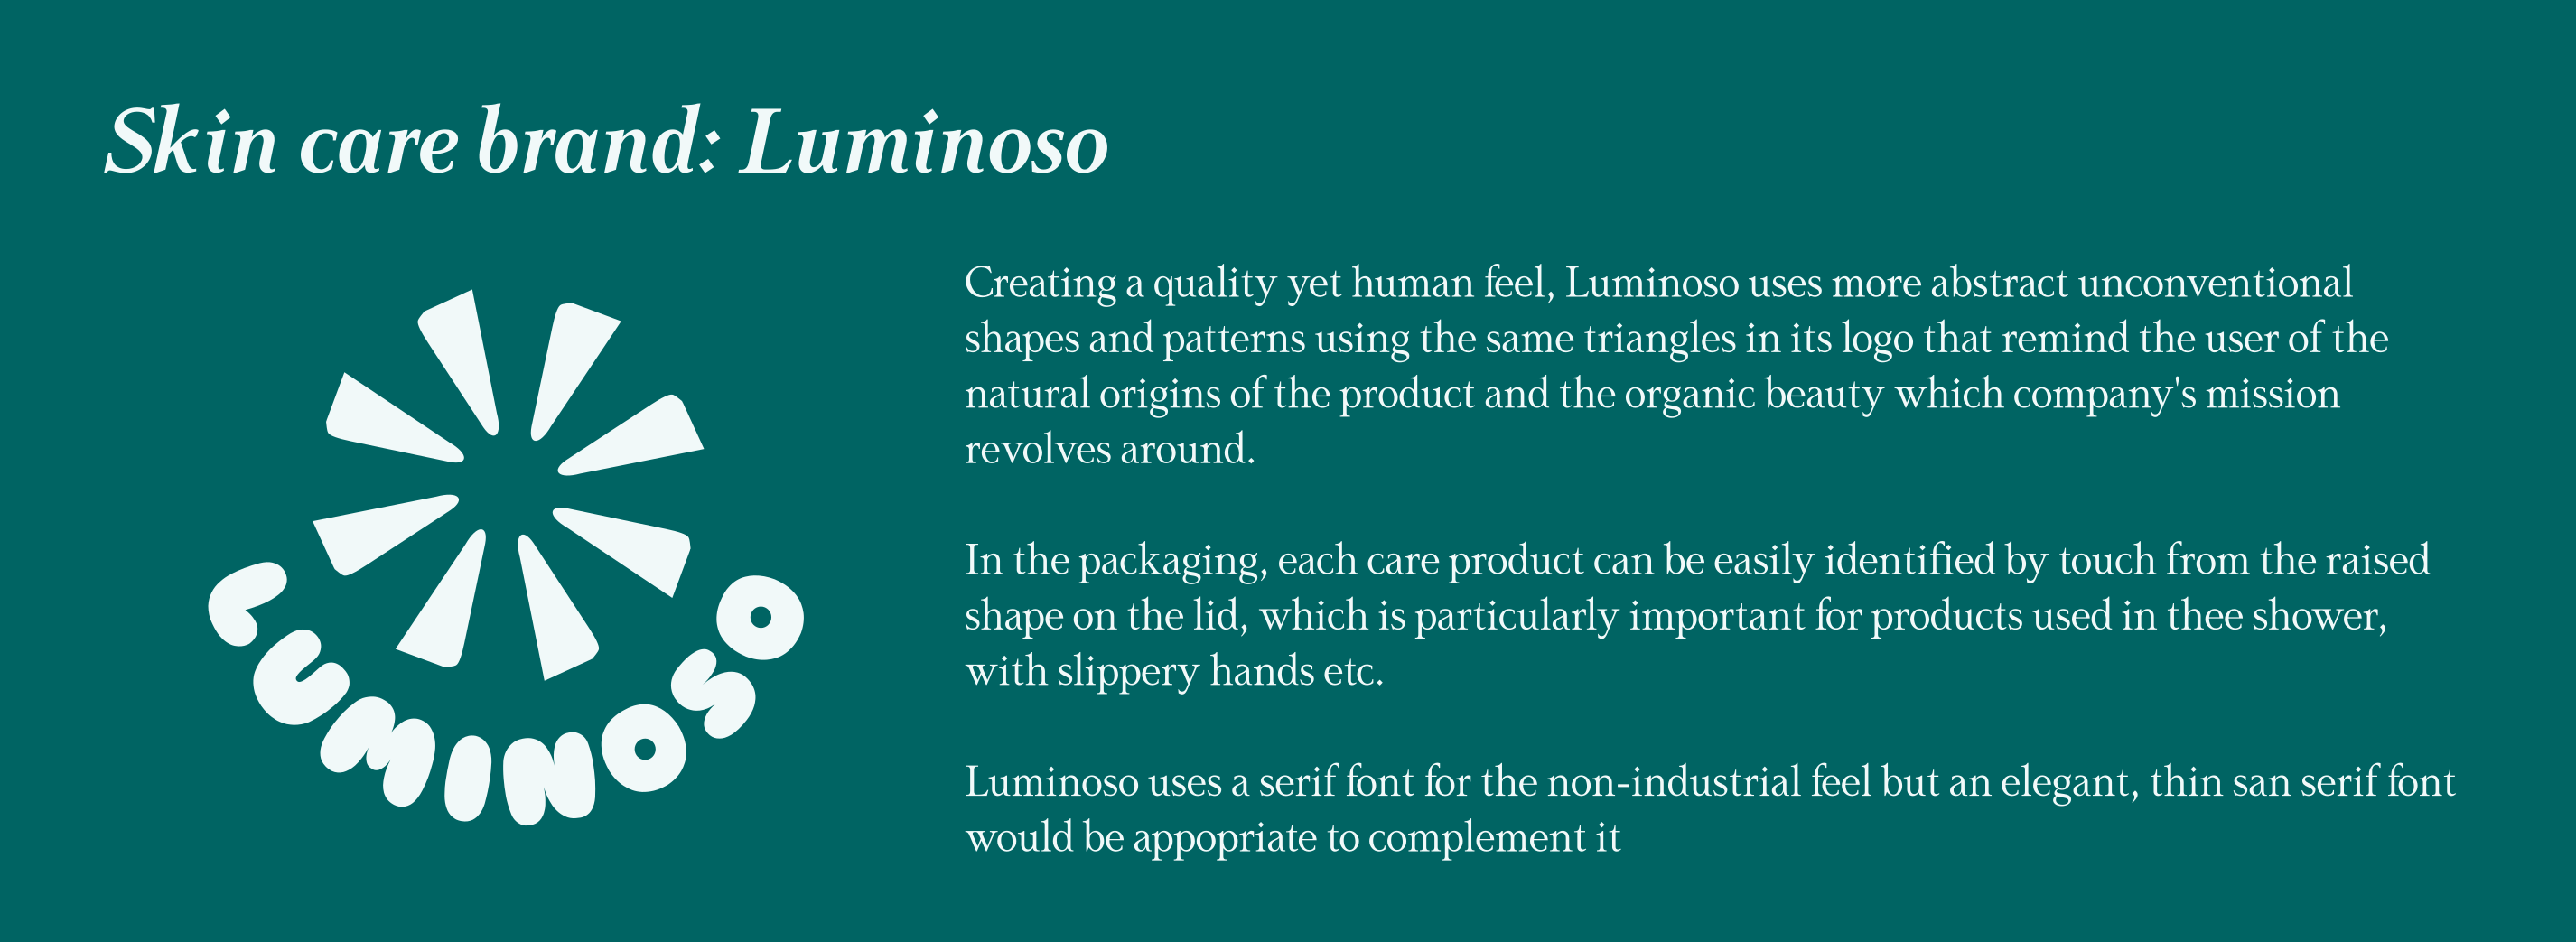 Skin care brand: Luminoso
Creating a quality yet human feel, Luminoso uses more abstract unconventional
shapes and patterns using the same triangles in its logo that remind the user of the
natural origins of the product and the organic beauty which company's mission
revolves around.
In the packaging, each care product can be easily identified by touch from the raised
shape on the lid, which is particularly important for products used in thee shower,
with slippery hands etc.
Luminoso uses a serif font for the non-industrial feel but an elegant, thin san serif font
would be appopriate to complement it
LUMINOSO